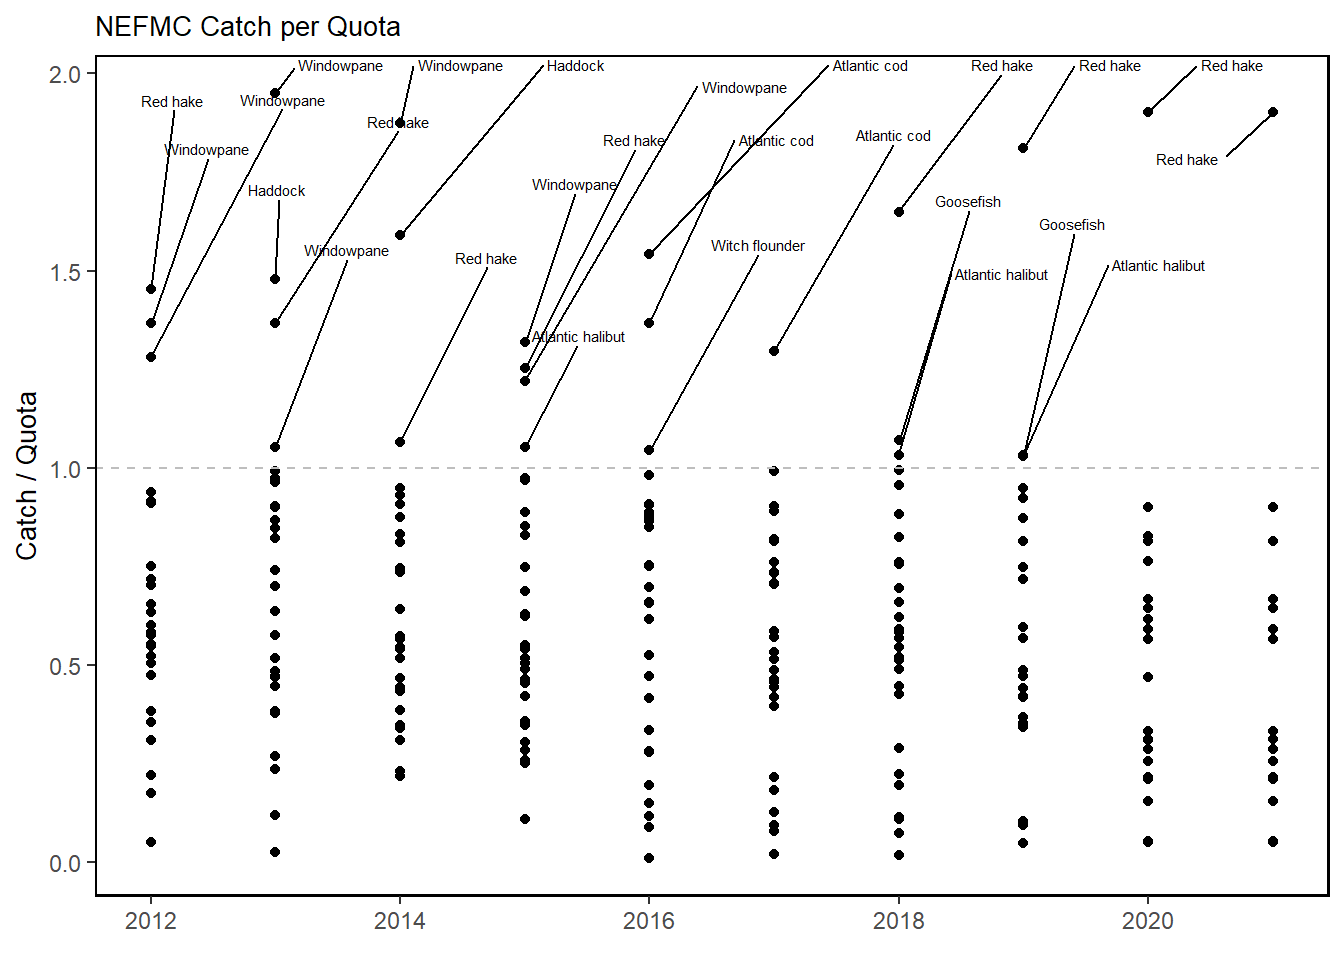 NEFMC Catch per Quota
Catch / Quota
2.0
1.5
1.0
0.5
0.0
Windowpane
Windowpane
Haddock
Atlantic cod
Red hake
Red hake
Red hake
Windowpane
Red hake
Windowpane
Red hake
Atlantic cod
Red hake
Atlantic cod
Windowpane
Red hake
Windowpane
Haddock
Goosefish
Goosefish
Witch flounder
Windowpane
Red hake
Atlantic halibut
Atlantic halibut
Atlantic halibut
2012
2014
2016
2018
2020